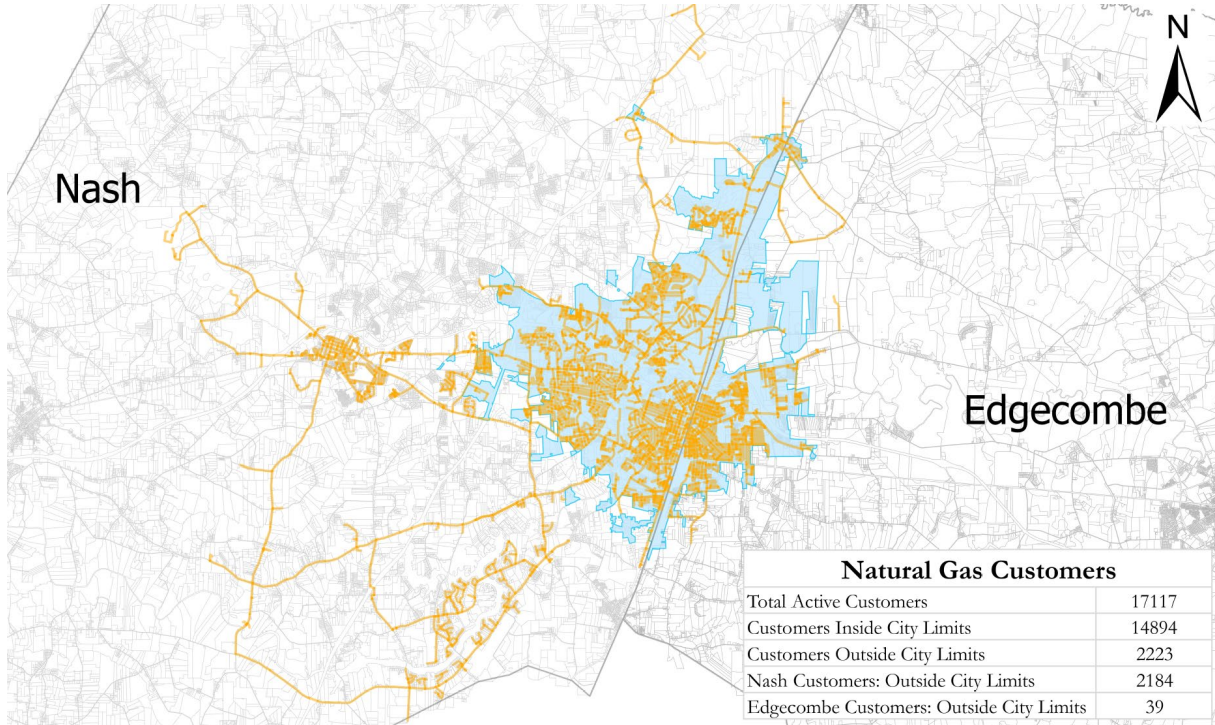 N
Nash
Edgecombe
Natural Gas Customers
Total Active Customers 17117
Customers Inside City Limits 14894
Customers Outside City Limits 2223
Nash Customers: Outside City Limits 2184
Edgecombe Customers: Outside City Limits 39